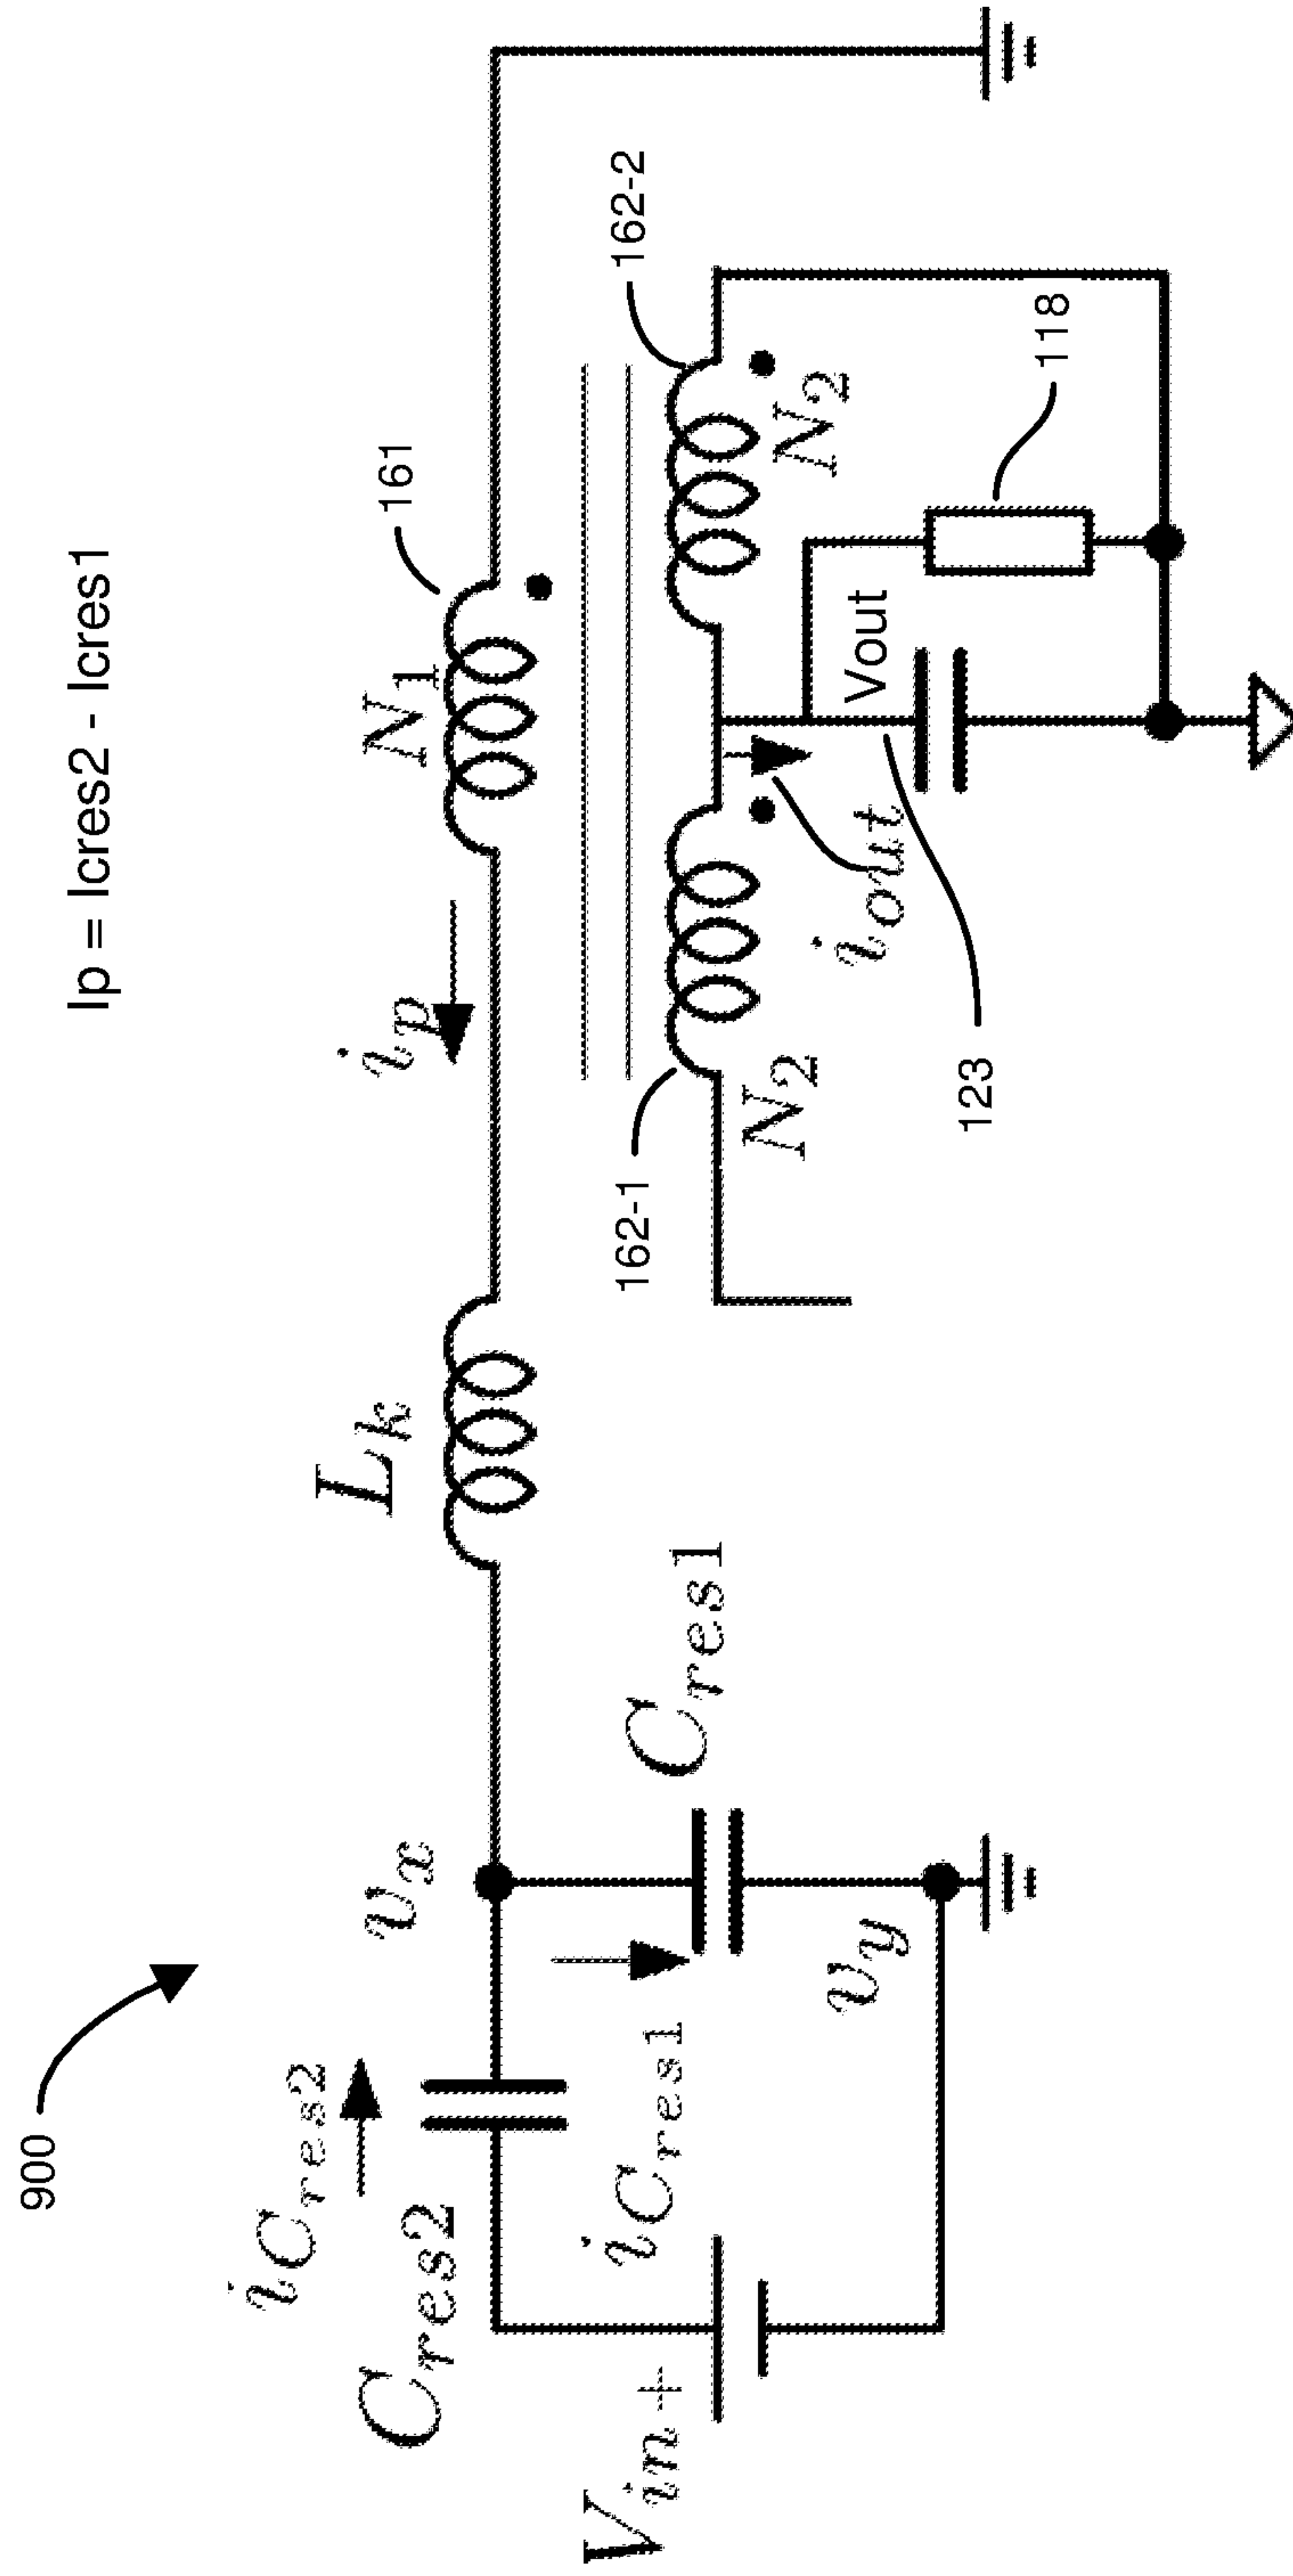 Ip = Icres2 - Icres1
900
iCres2
Cres2
vx
Lk
ip
N1
161
Vin+
iCres1
Cres1
vy
162-1
N2
162-2
N2
iout
Vout
123
118